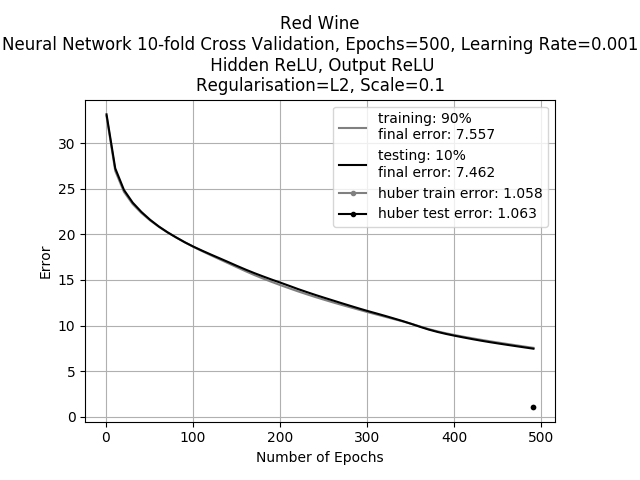 Red Wine
Neural Network 10-fold Cross Validation, Epochs=500, Learning Rate=0.001
Hidden ReLU, Output ReLU
Regularisation=L2, Scale=0.1
training: 90%
final error: 7.557
testing: 10%
final error: 7.462
huber train error: 1.058
huber test error: 1.063
Error
30
25
20
15
10
5
0
0 100 200 300 400 500
Number of Epochs